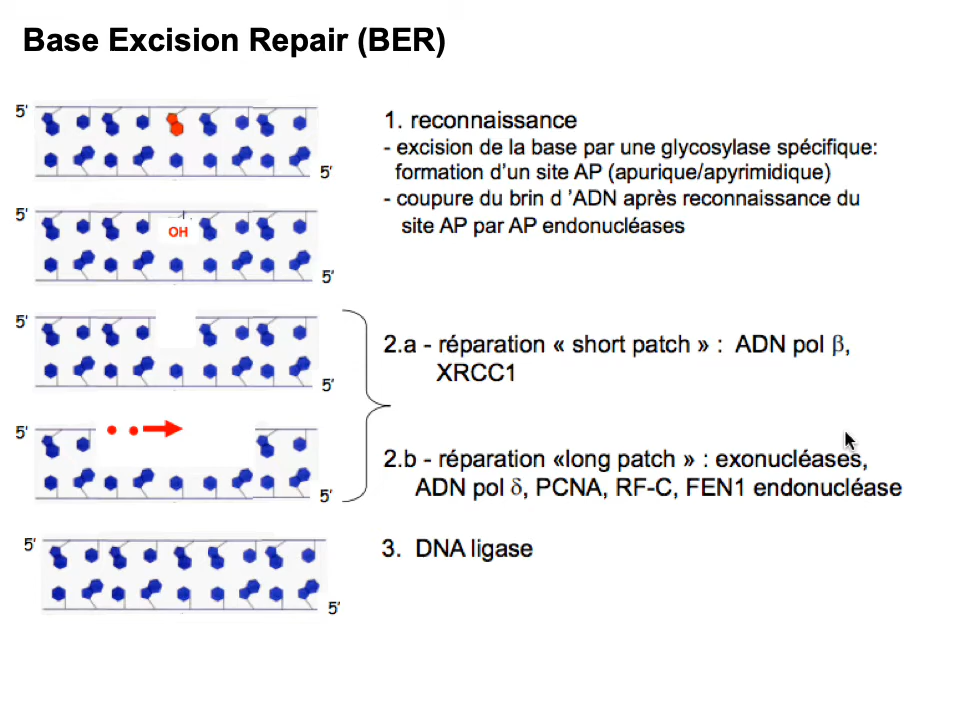 Base Excision Repair (BER)
5'
5'
1. reconnaissance
- excision de la base par une glycosylase spécifique:
formation d'un site AP (apurique/apyrimidique)
- coupure du brin d 'ADN après reconnaissance du
site AP par AP endonucléases
5'
OH
5'
5'
5'
2.a - réparation « short patch » : ADN pol β,
XRCC1
5'
5'
2.b - réparation «long patch » : exonucléases,
ADN pol δ, PCNA, RF-C, FEN1 endonucléase
5'
5'
3. DNA ligase